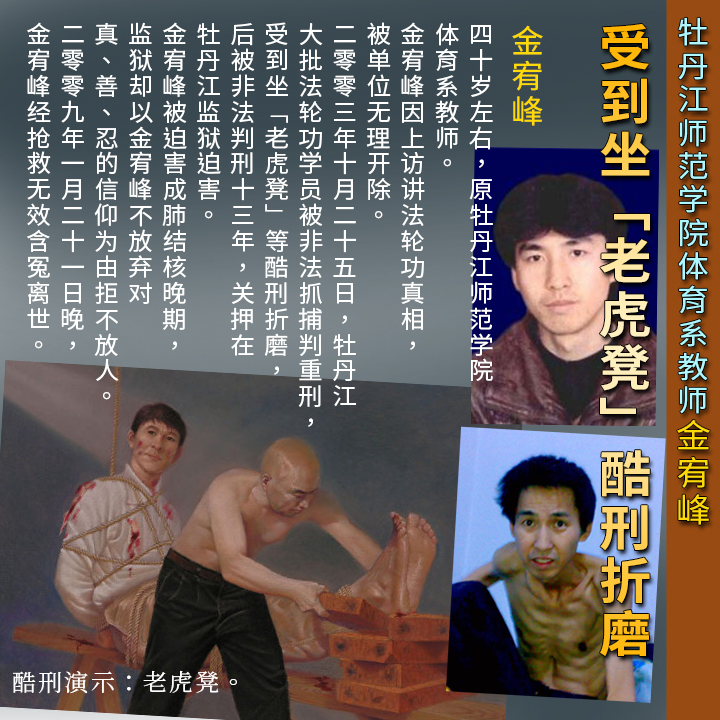 牡丹江师范学院体育系教师金宥峰
受到坐「老虎凳」酷刑折磨
金宥峰
四十岁左右，原牡丹江师范学院
体育系教师。
金宥峰因上访讲法轮功真相，
被单位无理开除。
二零零三年十月二十五日，牡丹江
大批法轮功学员被非法抓捕判重刑，
受到坐「老虎凳」等酷刑折磨，
后被非法判刑十三年，关押在
牡丹江监狱迫害。
金宥峰被迫害成肺结核晚期，
监狱却以金宥峰不放弃对
真、善、忍的信仰为由拒不放人。
二零零九年一月二十一日晚，
金宥峰经抢救无效含冤离世。
酷刑演示：老虎凳。